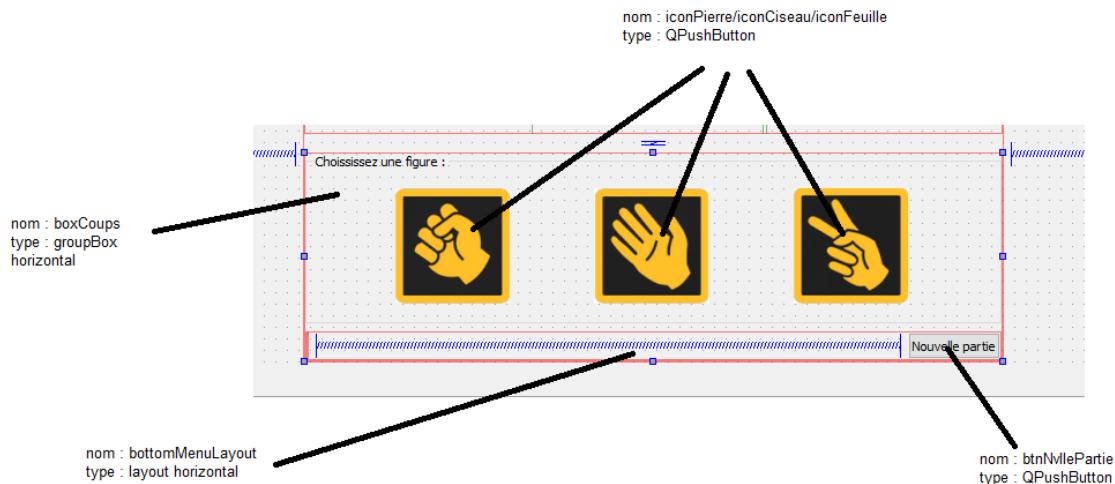 nom : iconPierre/iconCiseau/iconFeuille
type : QPushButton
Choississez une figure :
nom : boxCoups
type : groupBox
horizontal
Nouvelle partie
nom : bottomMenuLayout
type : layout horizontal
nom : btnNvllePartie
type : QPushButton